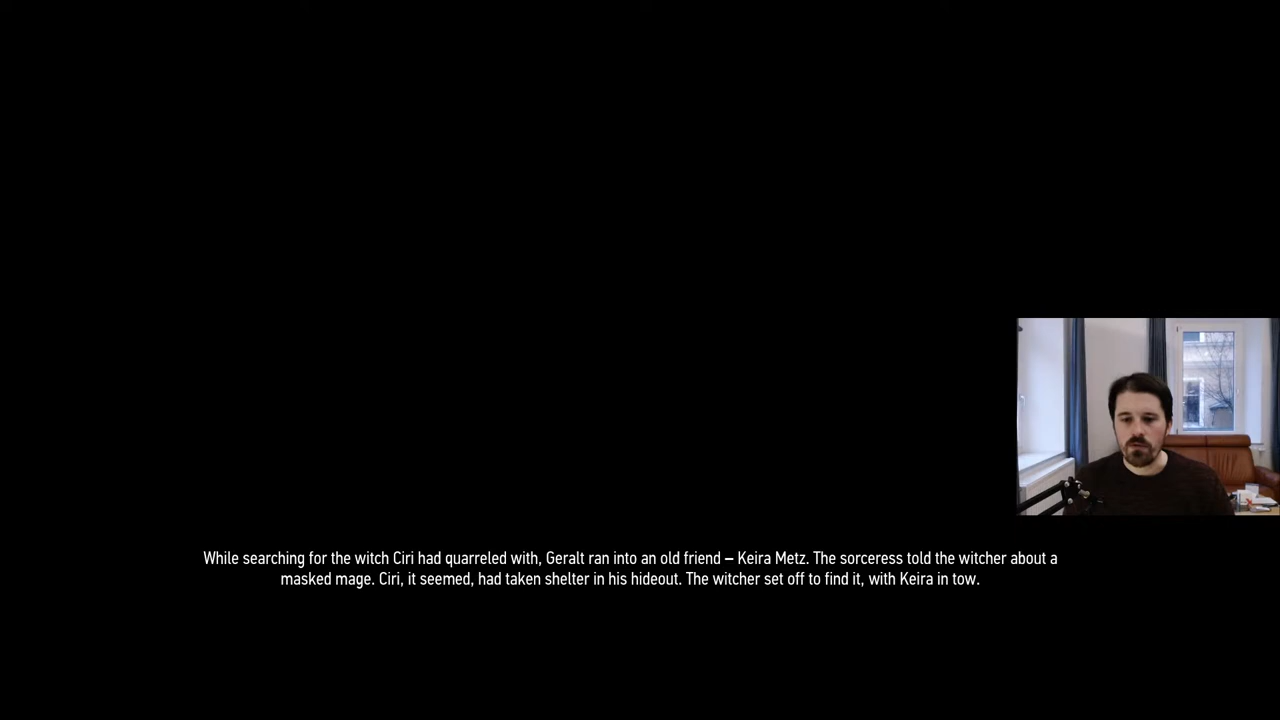 While searching for the witch Ciri had quarreled with, Geralt ran into an old friend – Keira Metz. The sorceress told the witcher about a
masked mage. Ciri, it seemed, had taken shelter in his hideout. The witcher set off to find it, with Keira in tow.